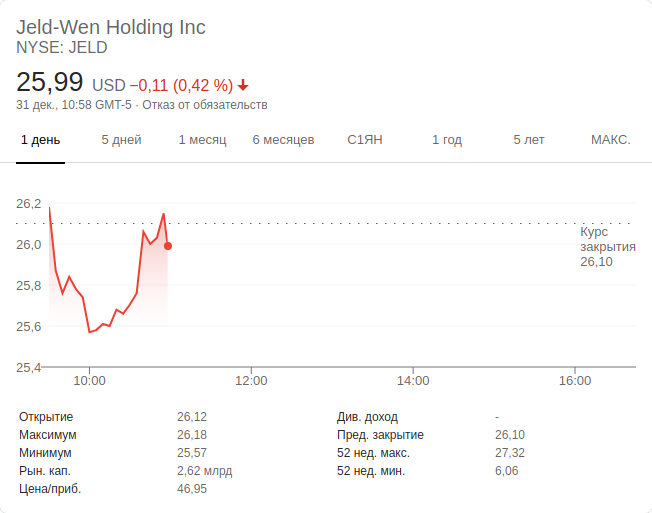 Jeld-Wen Holding Inc
NYSE: JELD
25,99 USD −0,11 (0,42 %)
31 дек., 10:58 GMT-5 · Отказ от обязательств
1 день 5 дней 1 месяц 6 месяцев С1ЯН 1 год 5 лет МАКС.
26,2
26,0
25,8
25,6
25,4
Курс
закрытия
26,10
10:00 12:00 14:00 16:00
Открытие 26,12 Див. доход -
Максимум 26,18 Пред. закрытие 26,10
Минимум 25,57 52 нед. макс. 27,32
Рын. кап. 2,62 млрд 52 нед. мин. 6,06
Цена/приб. 46,95